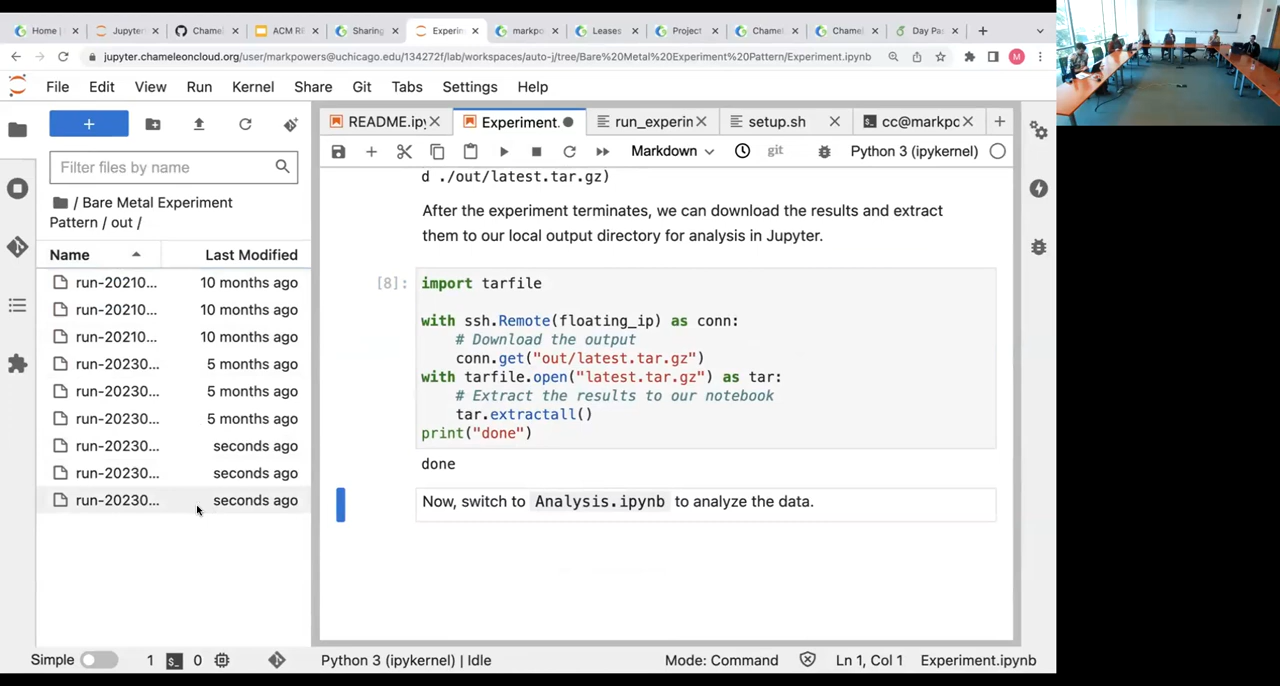 Home |
Jupyter
Chamel
ACM Ri
Sharing
Experin
markpo
Leases
Project
Chamel
Chamel
Day Pa
jupyter.chameleoncloud.org/user/markpowers@uchicago.edu/134272f/lab/workspaces/auto-j/tree/Bare%20Metal%20Experiment%20Pattern/Experiment.ipynb
M
File Edit View Run Kernel Share Git Tabs Settings Help
+
Filter files by name
/ Bare Metal Experiment
Pattern / out /
Name Last Modified
run-20210... 10 months ago
run-20210... 10 months ago
run-20210... 10 months ago
run-20230... 5 months ago
run-20230... 5 months ago
run-20230... 5 months ago
run-20230... seconds ago
run-20230... seconds ago
run-20230... seconds ago
README.ipy
Experiment.
run_experin
setup.sh
cc@markpc
Markdown
git
Python 3 (ipykernel)
d ./out/latest.tar.gz)
After the experiment terminates, we can download the results and extract
them to our local output directory for analysis in Jupyter.
[8]:
import tarfile
with ssh.Remote(floating_ip) as conn:
# Download the output
conn.get("out/latest.tar.gz")
with tarfile.open("latest.tar.gz") as tar:
# Extract the results to our notebook
tar.extractall()
print("done")
done
Now, switch to Analysis.ipynb to analyze the data.
Simple 1 $_ 0 Python 3 (ipykernel) | Idle Mode: Command Ln 1, Col 1 Experiment.ipynb